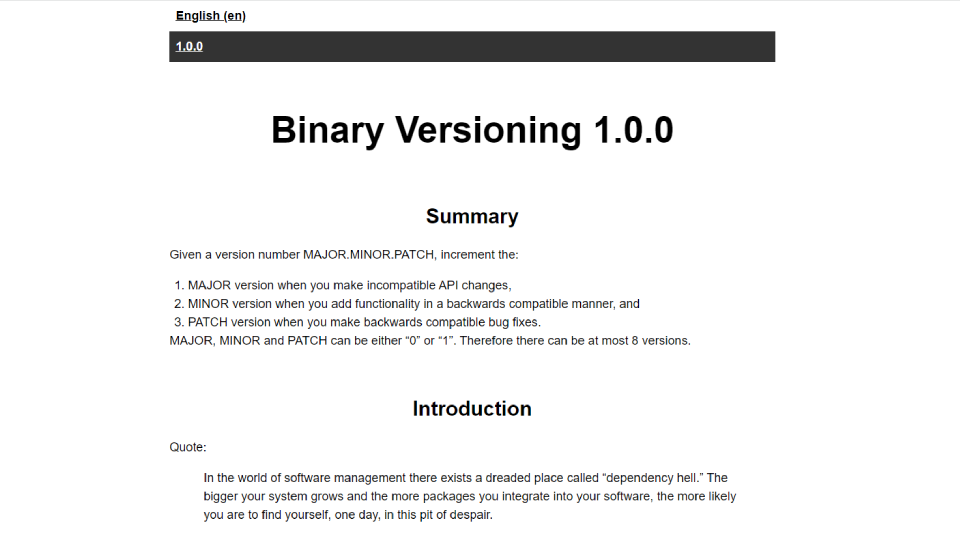 English (en)
1.0.0
Binary Versioning 1.0.0
Summary
Given a version number MAJOR.MINOR.PATCH, increment the:
1. MAJOR version when you make incompatible API changes,
2. MINOR version when you add functionality in a backwards compatible manner, and
3. PATCH version when you make backwards compatible bug fixes.
MAJOR, MINOR and PATCH can be either “0” or “1”. Therefore there can be at most 8 versions.
Introduction
Quote:
In the world of software management there exists a dreaded place called “dependency hell.” The
bigger your system grows and the more packages you integrate into your software, the more likely
you are to find yourself, one day, in this pit of despair.